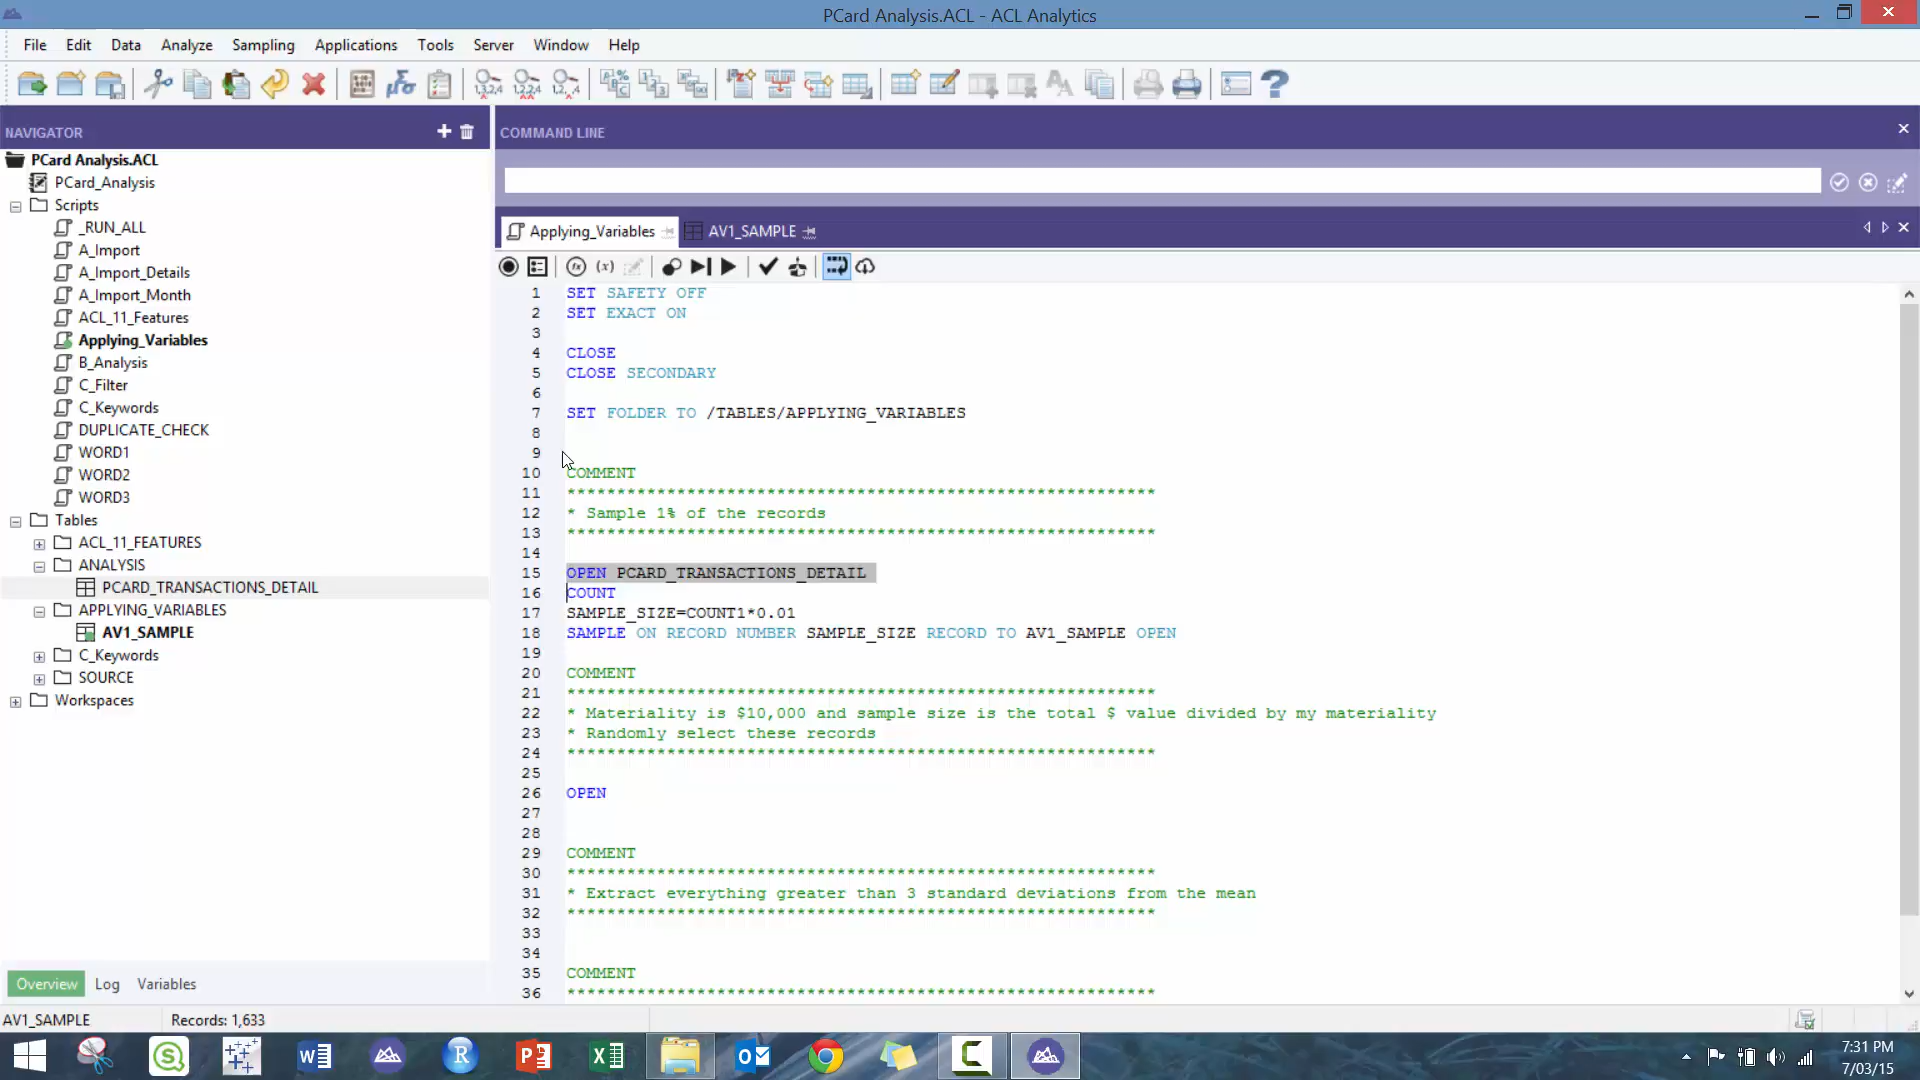 PCard Analysis.ACL - ACL Analytics
File Edit Data Analyze Sampling Applications Tools Server Window Help
NAVIGATOR
PCard Analysis.ACL
PCard_Analysis
Scripts
_RUN_ALL
A_Import
A_Import_Details
A_Import_Month
ACL_11_Features
Applying_Variables
B_Analysis
C_Filter
C_Keywords
DUPLICATE_CHECK
WORD1
WORD2
WORD3
Tables
ACL_11_FEATURES
ANALYSIS
PCARD_TRANSACTIONS_DETAIL
APPLYING_VARIABLES
AV1_SAMPLE
C_Keywords
SOURCE
Workspaces
Overview Log Variables
COMMAND LINE
Applying_Variables AV1_SAMPLE
1 SET SAFETY OFF
2 SET EXACT ON
3
4 CLOSE
5 CLOSE SECONDARY
6
7 SET FOLDER TO /TABLES/APPLYING_VARIABLES
8
9
10 COMMENT
11 ***********************************************************
12 * Sample 1% of the records
13 ***********************************************************
14
15 OPEN PCARD_TRANSACTIONS_DETAIL
16 COUNT
17 SAMPLE_SIZE=COUNT1*0.01
18 SAMPLE ON RECORD NUMBER SAMPLE_SIZE RECORD TO AV1_SAMPLE OPEN
19
20 COMMENT
21 ***********************************************************
22 * Materiality is $10,000 and sample size is the total $ value divided by my materiality
23 * Randomly select these records
24 ***********************************************************
25
26 OPEN
27
28
29 COMMENT
30 ***********************************************************
31 * Extract everything greater than 3 standard deviations from the mean
32 ***********************************************************
33
34
35 COMMENT
36 ***********************************************************
AV1_SAMPLE Records: 1,633
7:31 PM
7/03/15